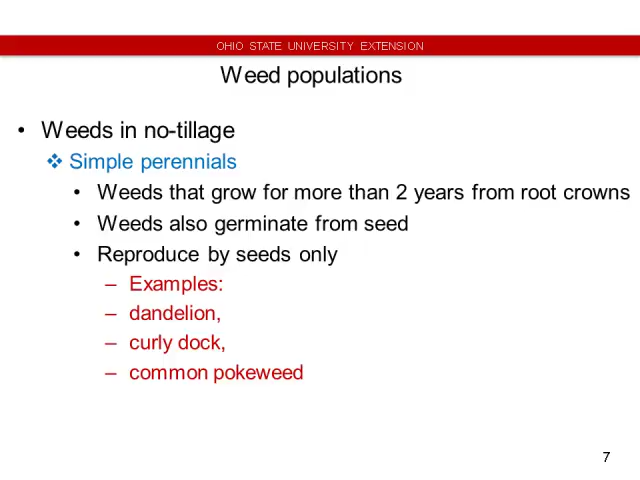 OHIO STATE UNIVERSITY EXTENSION
Weed populations
• Weeds in no-tillage
❖ Simple perennials
• Weeds that grow for more than 2 years from root crowns
• Weeds also germinate from seed
• Reproduce by seeds only
– Examples:
– dandelion,
– curly dock,
– common pokeweed
7